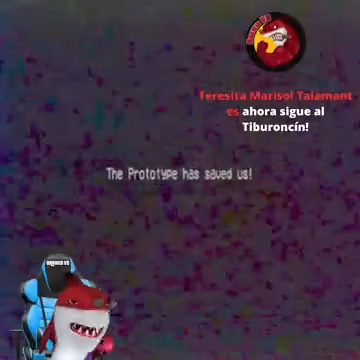 Teresita Marisol Talamant
es ahora sigue al
Tiburoncín!
The Prototype has saved us!